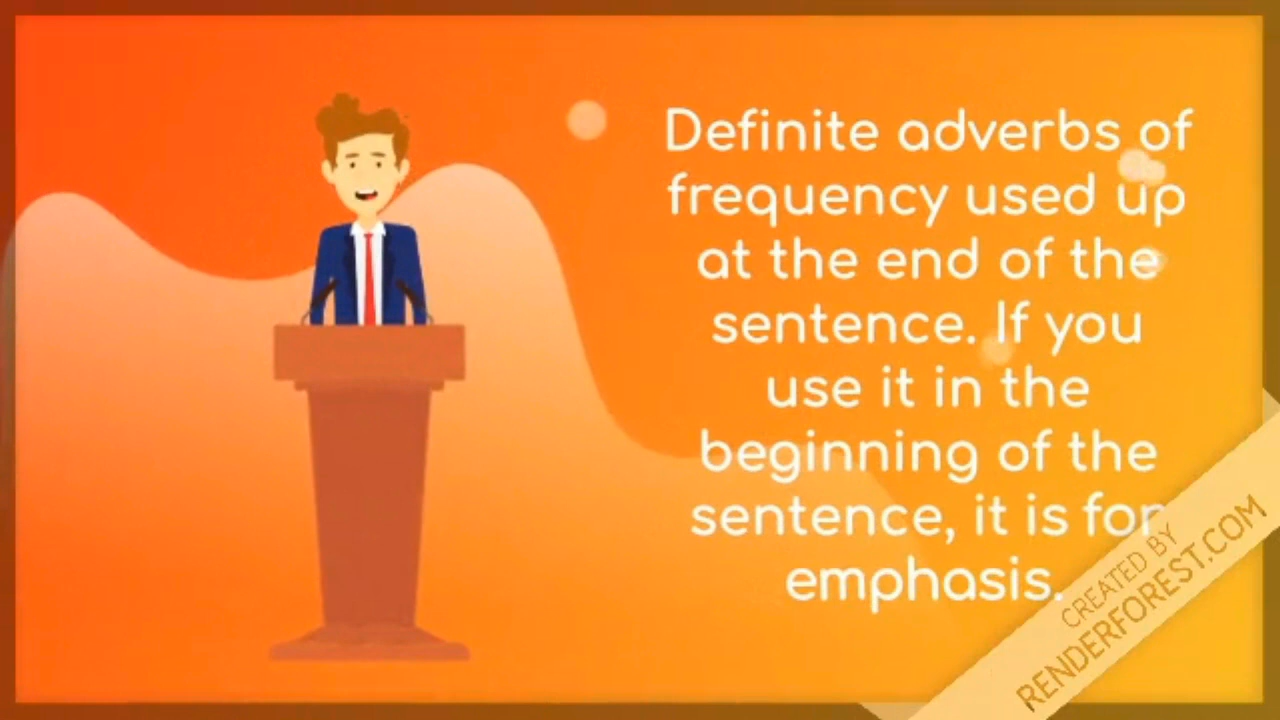 Definite adverbs of
frequency used up
at the end of the
sentence. If you
use it in the
beginning of the
sentence, it is for
emphasis.
CREATED BY
RENDERFOREST.COM